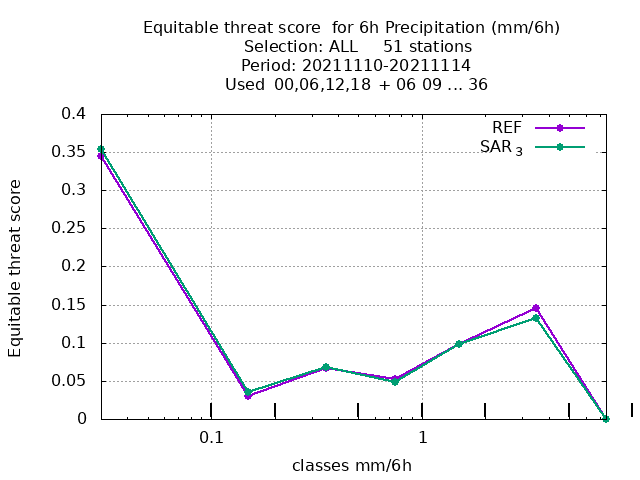 Equitable threat score  for 6h Precipitation (mm/6h)
Selection: ALL     51 stations
Period: 20211110-20211114
Used  00,06,12,18  + 06 09 ... 36
REF
SAR 3
0.4
0.35
0.3
0.25
0.2
0.15
0.1
0.05
0
Equitable threat score
0.1
1
classes mm/6h